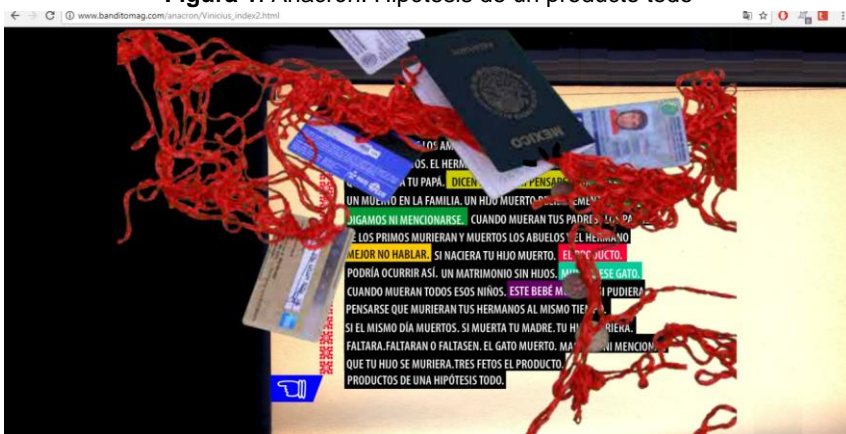 Figura 1. Anacrón: Hipótesis de un producto todo
www.banditomag.com/anacron/Vinicius_index2.html
MÉXICO
LOS
OS. EL
A TU PAPÁ. DICEN
UN MUERTO EN LA FAMILIA. UN HIJO MUERTO
DIGAMOS NI MENCIONARSE. CUANDO MUERAN TUS PADRES
LOS PRIMOS MURIERAN Y MUERTOS LOS ABUELOS Y EL HERMANO
MEJOR NO HABLAR. SI NACIERA TU HIJO MUERTO. EL PRODUCTO.
PODRÍA OCURRIR ASÍ. UN MATRIMONIO SIN HIJOS. ESE GATO.
CUANDO MUERAN TODOS ESOS NIÑOS. ESTE BEBÉ SI PUDIERA
PENSARSE QUE MURIERAN TUS HERMANOS AL MISMO
SI EL MISMO DÍA MUERTOS. SI MUERTA TU MADRE. TU
FALTARA.FALTARAN O FALTASEN. EL GATO MUERTO. NI
QUE TU HIJO SE MURIERA.TRES FETOS EL PRODUCTO.
PRODUCTOS DE UNA HIPÓTESIS TODO.